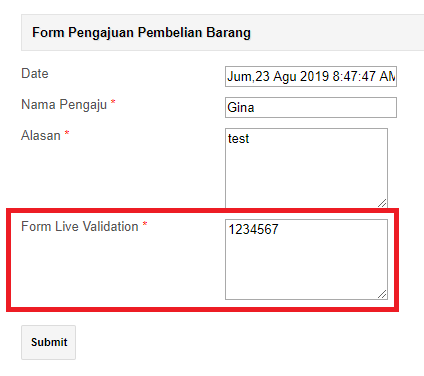 Form Pengajuan Pembelian Barang
Date Jum,23 Agu 2019 8:47:47 AM
Nama Pengaju * Gina
Alasan * test
Form Live Validation * 1234567
Submit